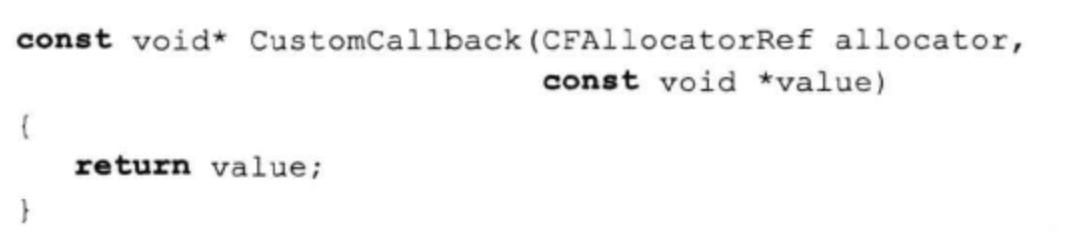 const void* CustomCallback(CFAllocatorRef allocator,
                           const void *value)
{
   return value;
}